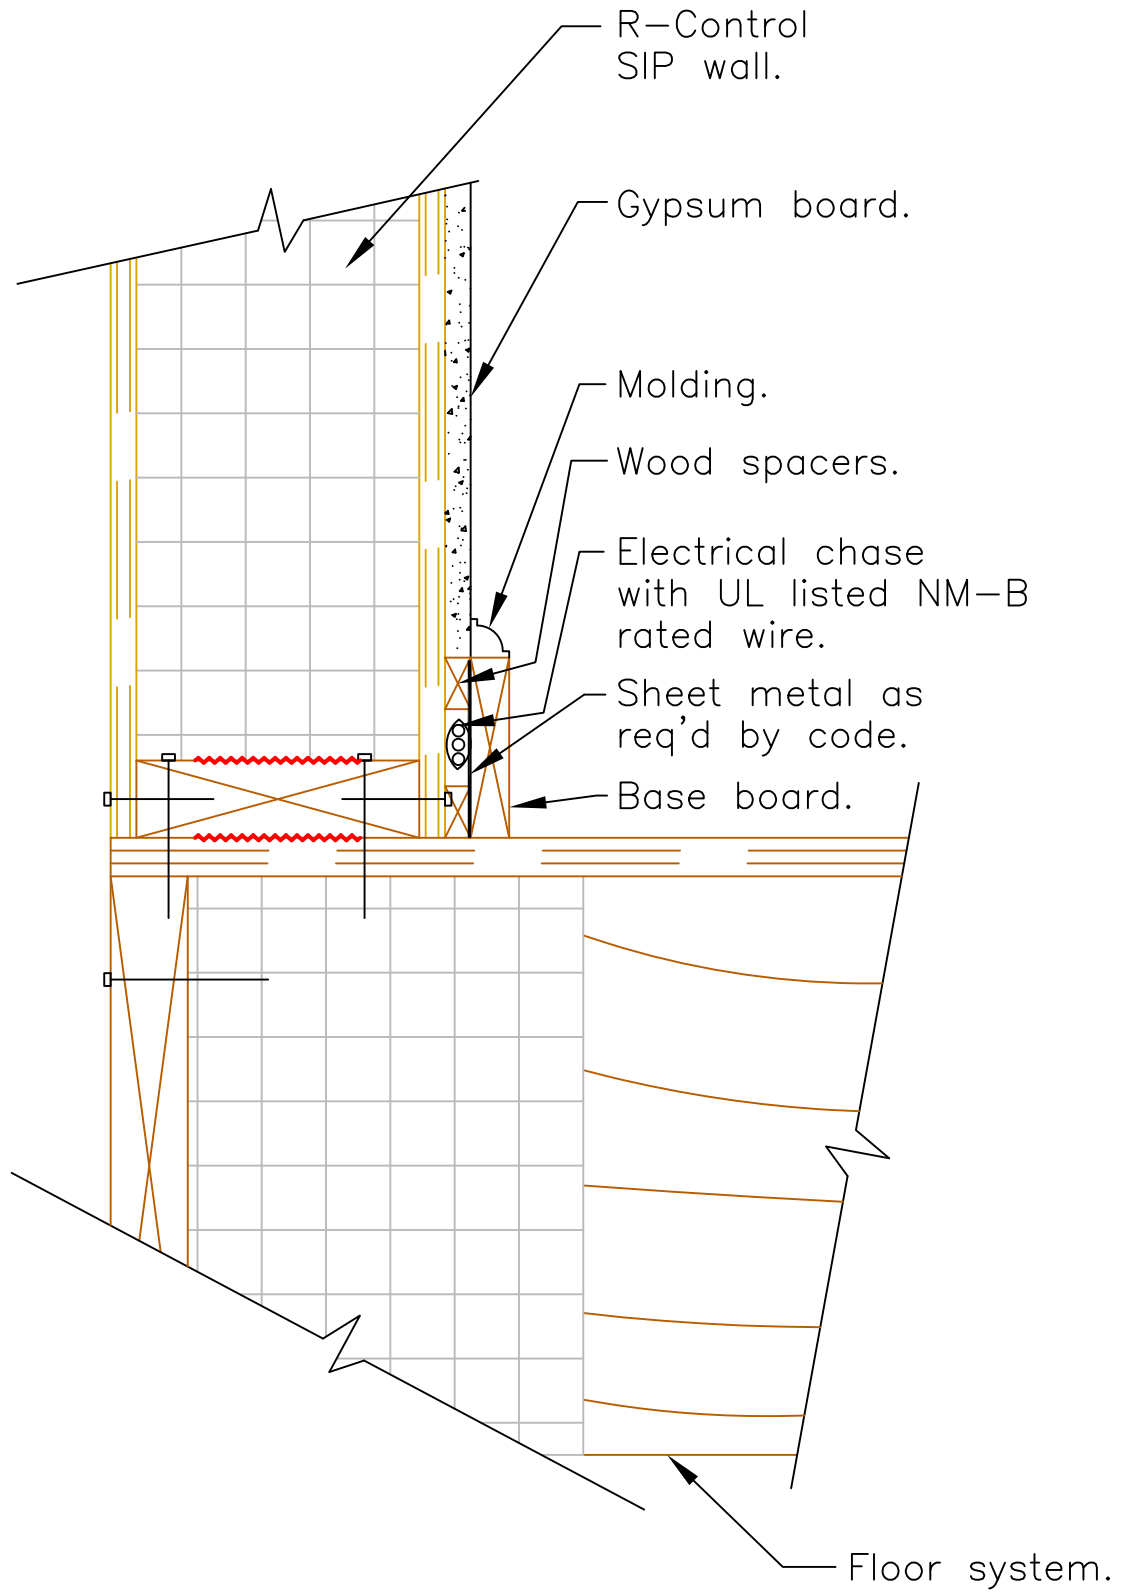 R-Control
SIP wall.
Gypsum board.
Molding.
Wood spacers.
Electrical chase
with UL listed NM-B
rated wire.
Sheet metal as
req'd by code.
Base board.
Floor system.